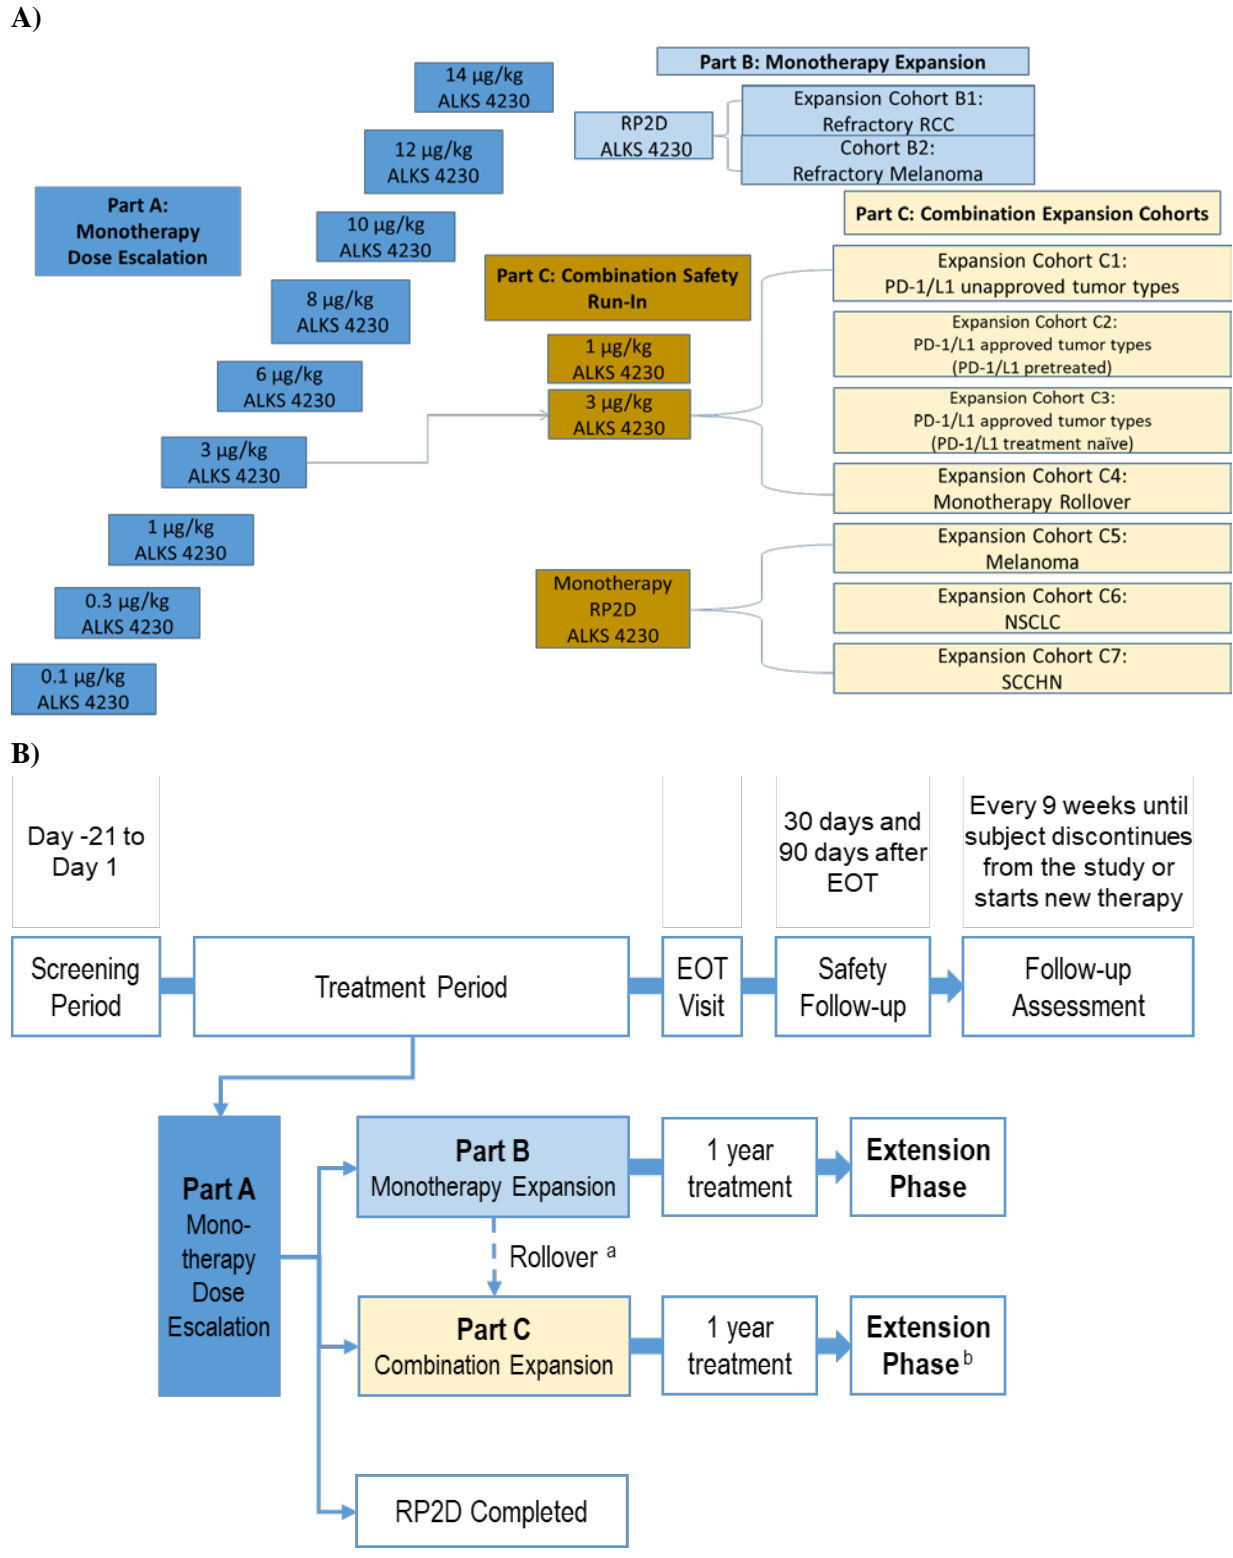 A)
14 µg/kg
ALKS 4230
12 µg/kg
ALKS 4230
10 µg/kg
ALKS 4230
8 µg/kg
ALKS 4230
6 µg/kg
ALKS 4230
3 µg/kg
ALKS 4230
1 µg/kg
ALKS 4230
0.3 µg/kg
ALKS 4230
0.1 µg/kg
ALKS 4230
Part A:
Monotherapy
Dose Escalation
Part B: Monotherapy Expansion
RP2D
ALKS 4230
Expansion Cohort B1:
Refractory RCC
Cohort B2:
Refractory Melanoma
Part C: Combination Safety
Run-In
1 µg/kg
ALKS 4230
3 µg/kg
ALKS 4230
Monotherapy
RP2D
ALKS 4230
Part C: Combination Expansion Cohorts
Expansion Cohort C1:
PD-1/L1 unapproved tumor types
Expansion Cohort C2:
PD-1/L1 approved tumor types
(PD-1/L1 pretreated)
Expansion Cohort C3:
PD-1/L1 approved tumor types
(PD-1/L1 treatment naïve)
Expansion Cohort C4:
Monotherapy Rollover
Expansion Cohort C5:
Melanoma
Expansion Cohort C6:
NSCLC
Expansion Cohort C7:
SCCHN
B)
Day -21 to
Day 1
30 days and
90 days after
EOT
Every 9 weeks until
subject discontinues
from the study or
starts new therapy
Screening
Period
Treatment Period
EOT
Visit
Safety
Follow-up
Follow-up
Assessment
Part A
Mono-
therapy
Dose
Escalation
Part B
Monotherapy Expansion
1 year
treatment
Extension
Phase
Rollover a
Part C
Combination Expansion
1 year
treatment
Extension
Phase b
RP2D Completed